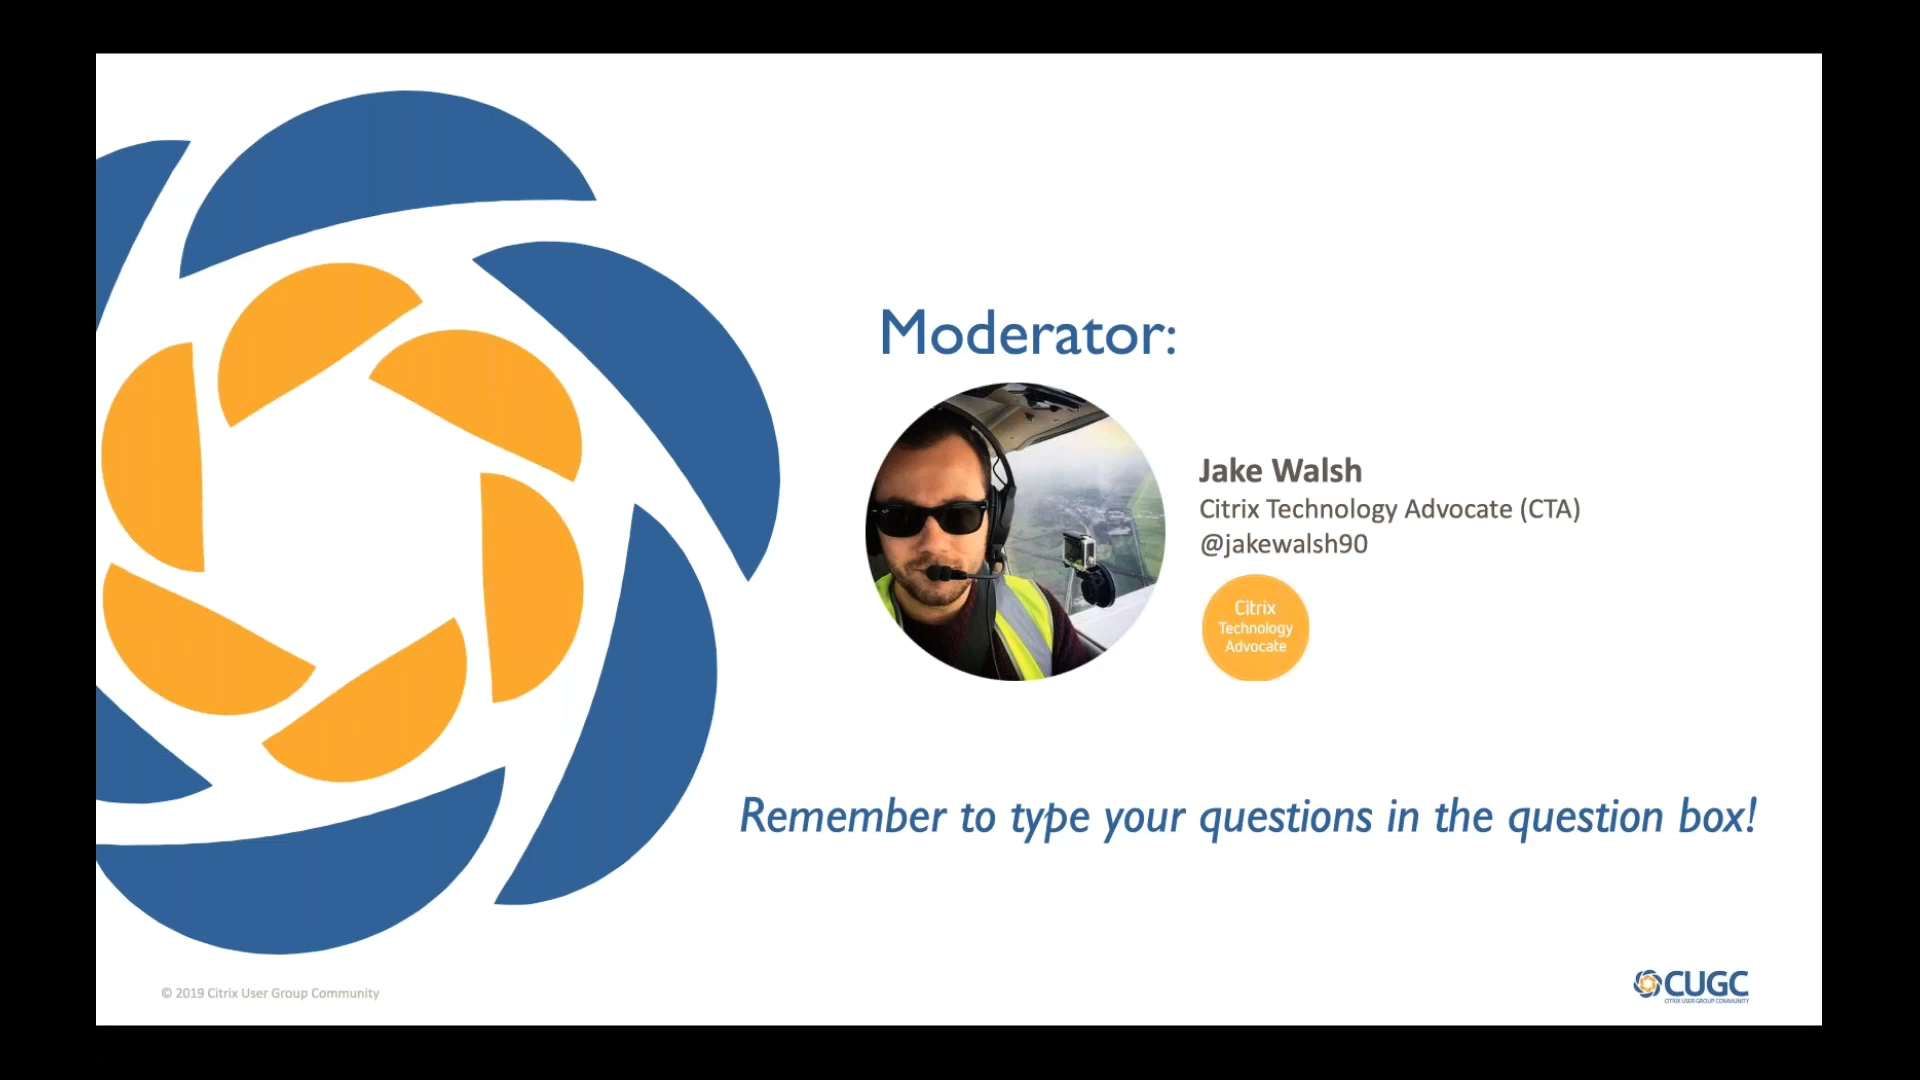 Moderator:
Jake Walsh
Citrix Technology Advocate (CTA)
@jakewalsh90
Citrix
Technology
Advocate
Remember to type your questions in the question box!
© 2019 Citrix User Group Community
CUGC
CITRIX USER GROUP COMMUNITY